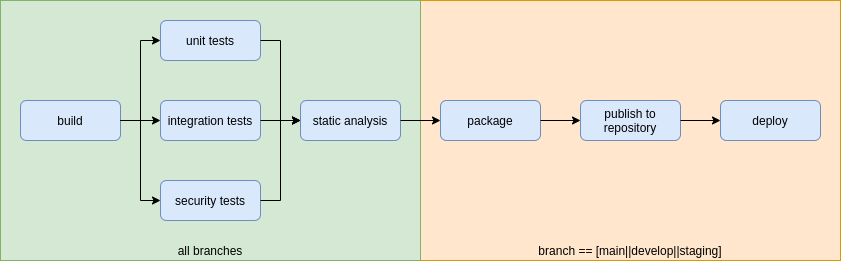 unit tests
build
integration tests
static analysis
package
publish to
repository
deploy
security tests
all branches
branch == [main||develop||staging]